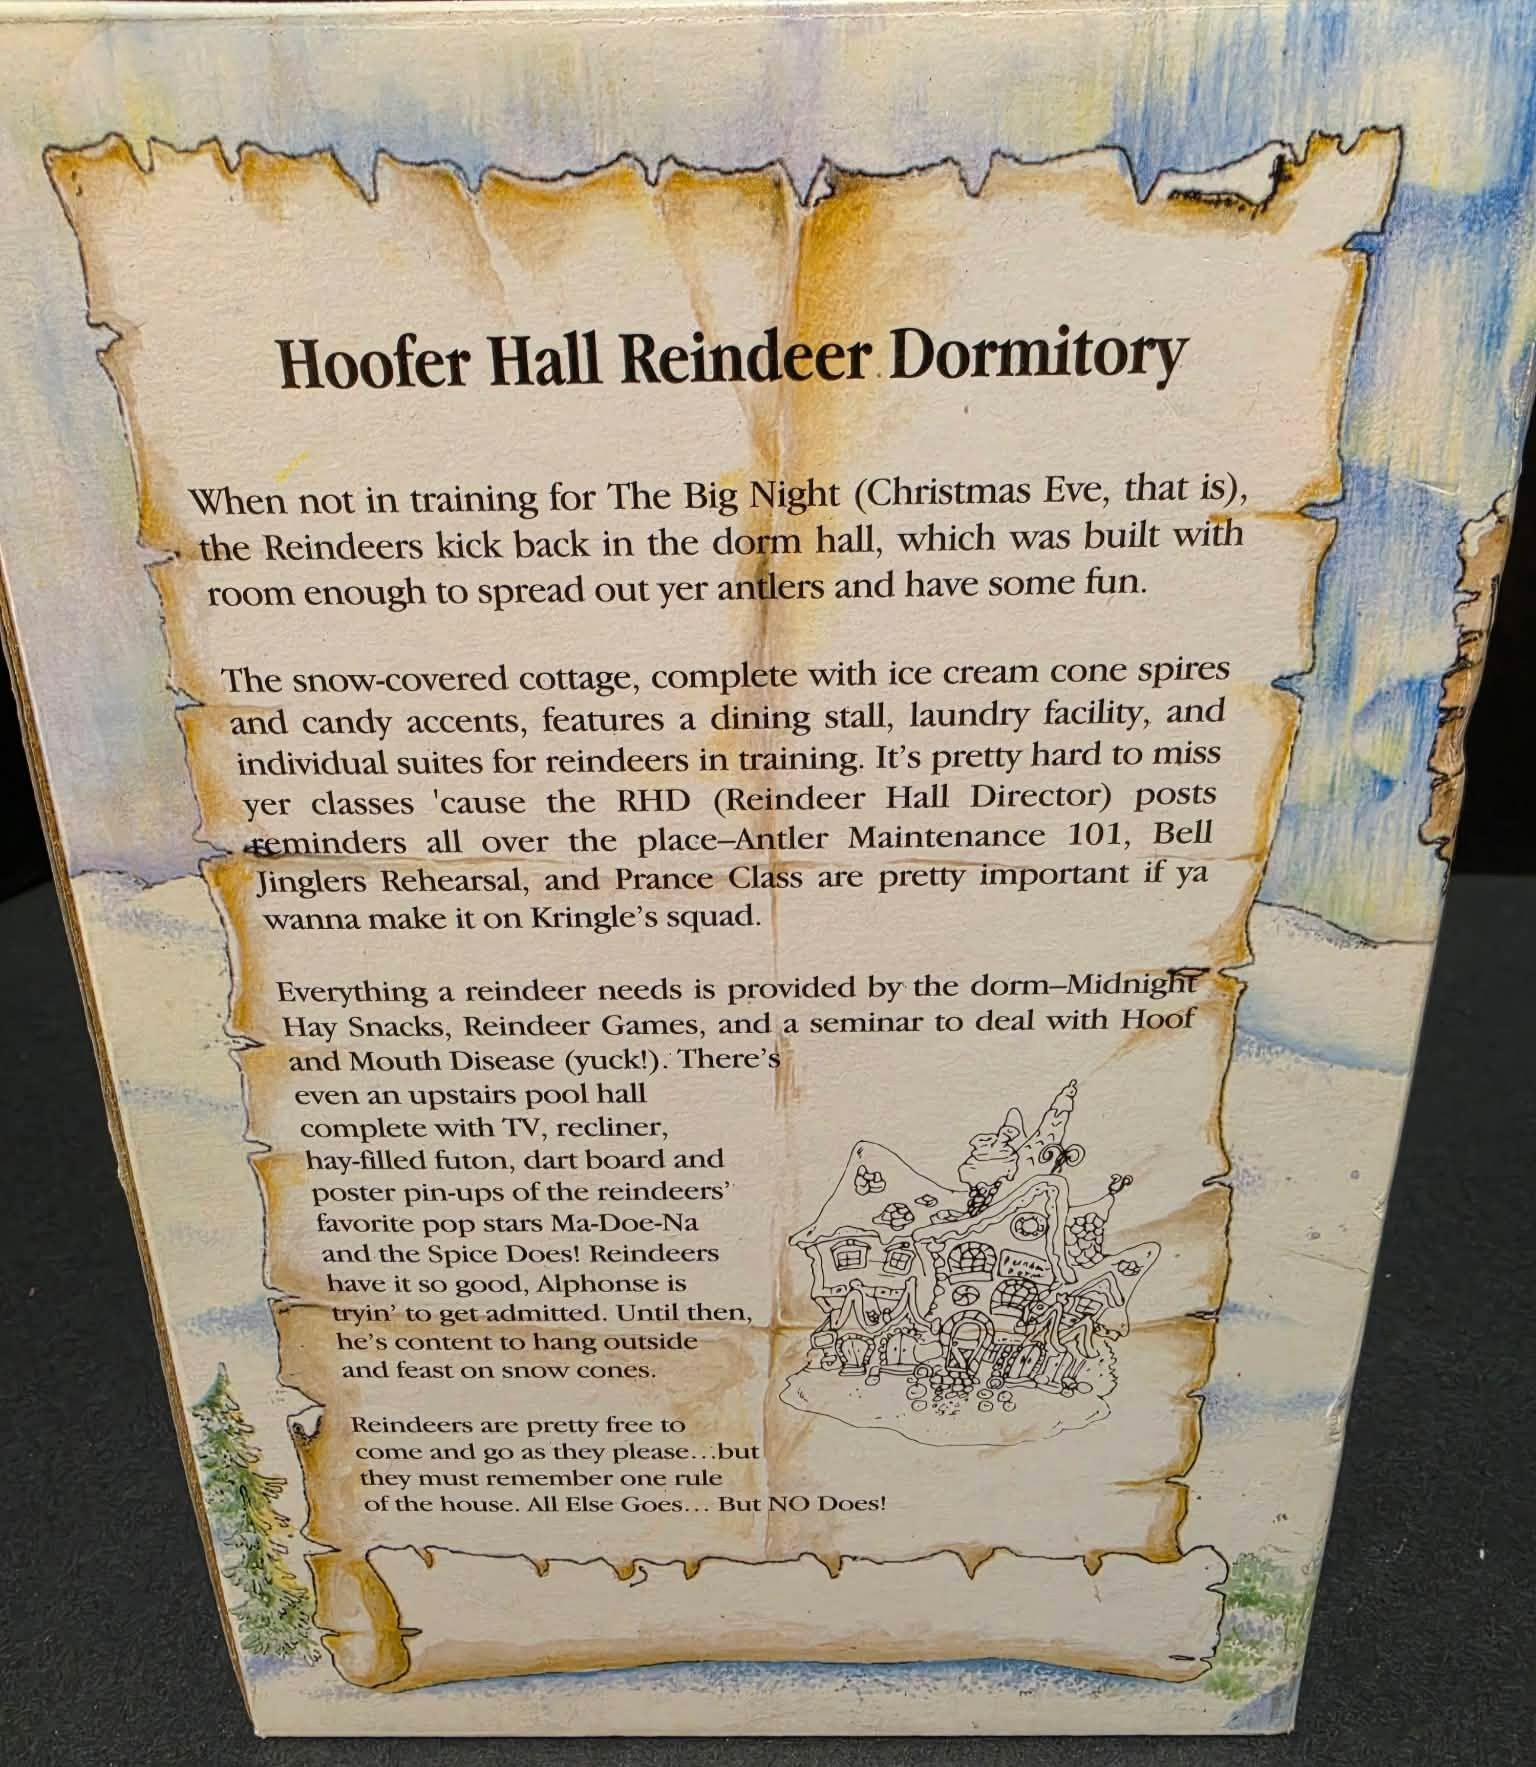 Hoofer Hall Reindeer Dormitory
When not in training for The Big Night (Christmas Eve, that is),
the Reindeers kick back in the dorm hall, which was built with
room enough to spread out yer antlers and have some fun.
The snow-covered cottage, complete with ice cream cone spires
and candy accents, features a dining stall, laundry facility, and
individual suites for reindeers in training. It's pretty hard to miss
yer classes 'cause the RHD (Reindeer Hall Director) posts
reminders all over the place–Antler Maintenance 101, Bell
Jinglers Rehearsal, and Prance Class are pretty important if ya
wanna make it on Kringle's squad.
Everything a reindeer needs is provided by the dorm–Midnight
Hay Snacks, Reindeer Games, and a seminar to deal with Hoof
and Mouth Disease (yuck!). There's
even an upstairs pool hall
complete with TV, recliner,
hay-filled futon, dart board and
poster pin-ups of the reindeers'
favorite pop stars Ma-Doe-Na
and the Spice Does! Reindeers
have it so good, Alphonse is
tryin' to get admitted. Until then,
he's content to hang outside
and feast on snow cones.
Reindeers are pretty free to
come and go as they please...but
they must remember one rule
of the house. All Else Goes... But NO Does!